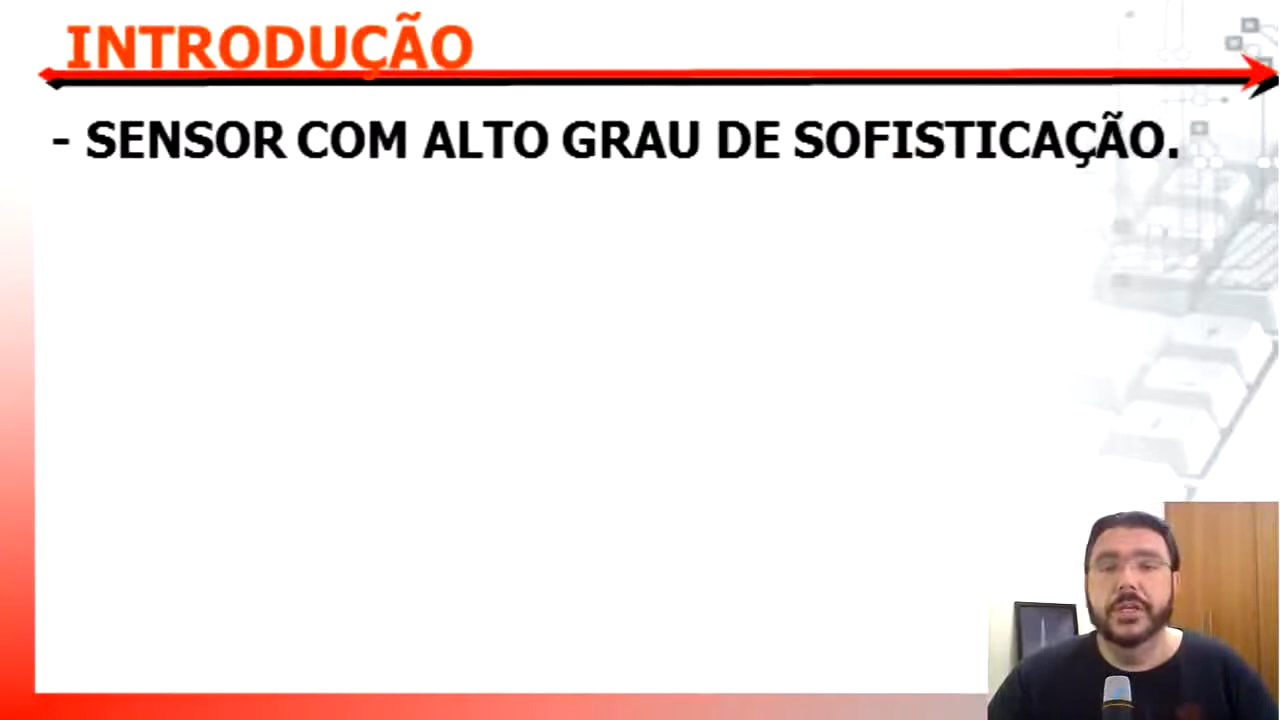 INTRODUÇÃO
- SENSOR COM ALTO GRAU DE SOFISTICAÇÃO.